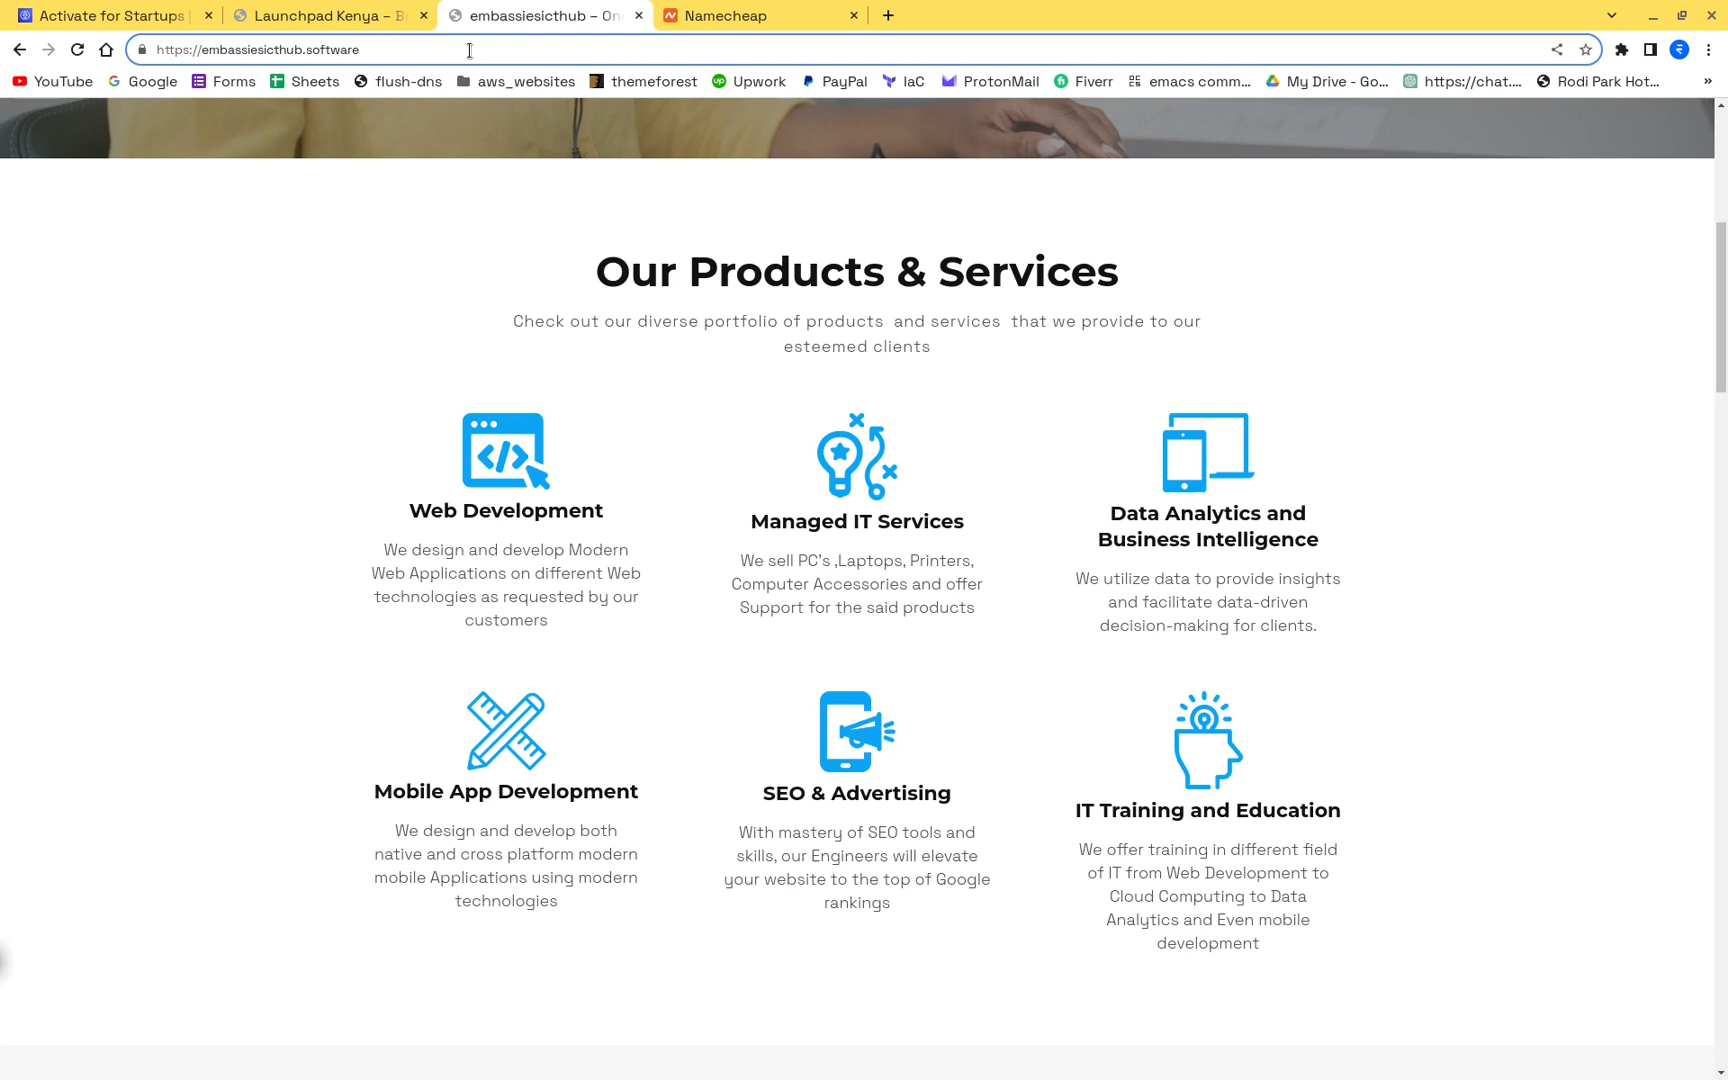 Activate for Startups
Launchpad Kenya – B
embassiesicthub – On
Namecheap
https://embassiesicthub.software
YouTube
Google
Forms
Sheets
flush-dns
aws_websites
themeforest
Upwork
PayPal
IaC
ProtonMail
Fiverr
emacs comm...
My Drive - Go...
https://chat....
Rodi Park Hot...
»
Our Products & Services
Check out our diverse portfolio of products and services that we provide to our
esteemed clients
Web Development
We design and develop Modern
Web Applications on different Web
technologies as requested by our
customers
Managed IT Services
We sell PC's ,Laptops, Printers,
Computer Accessories and offer
Support for the said products
Data Analytics and
Business Intelligence
We utilize data to provide insights
and facilitate data-driven
decision-making for clients.
Mobile App Development
We design and develop both
native and cross platform modern
mobile Applications using modern
technologies
SEO & Advertising
With mastery of SEO tools and
skills, our Engineers will elevate
your website to the top of Google
rankings
IT Training and Education
We offer training in different field
of IT from Web Development to
Cloud Computing to Data
Analytics and Even mobile
development